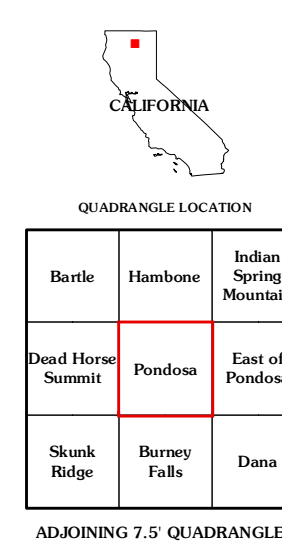 CALIFORNIA
QUADRANGLE LOCATION
Bartle
Hambone
Indian
Spring
Mountai
Dead Horse
Summit
Pondosa
East of
Pondosa
Skunk
Ridge
Burney
Falls
Dana
ADJOINING 7.5' QUADRANGLE